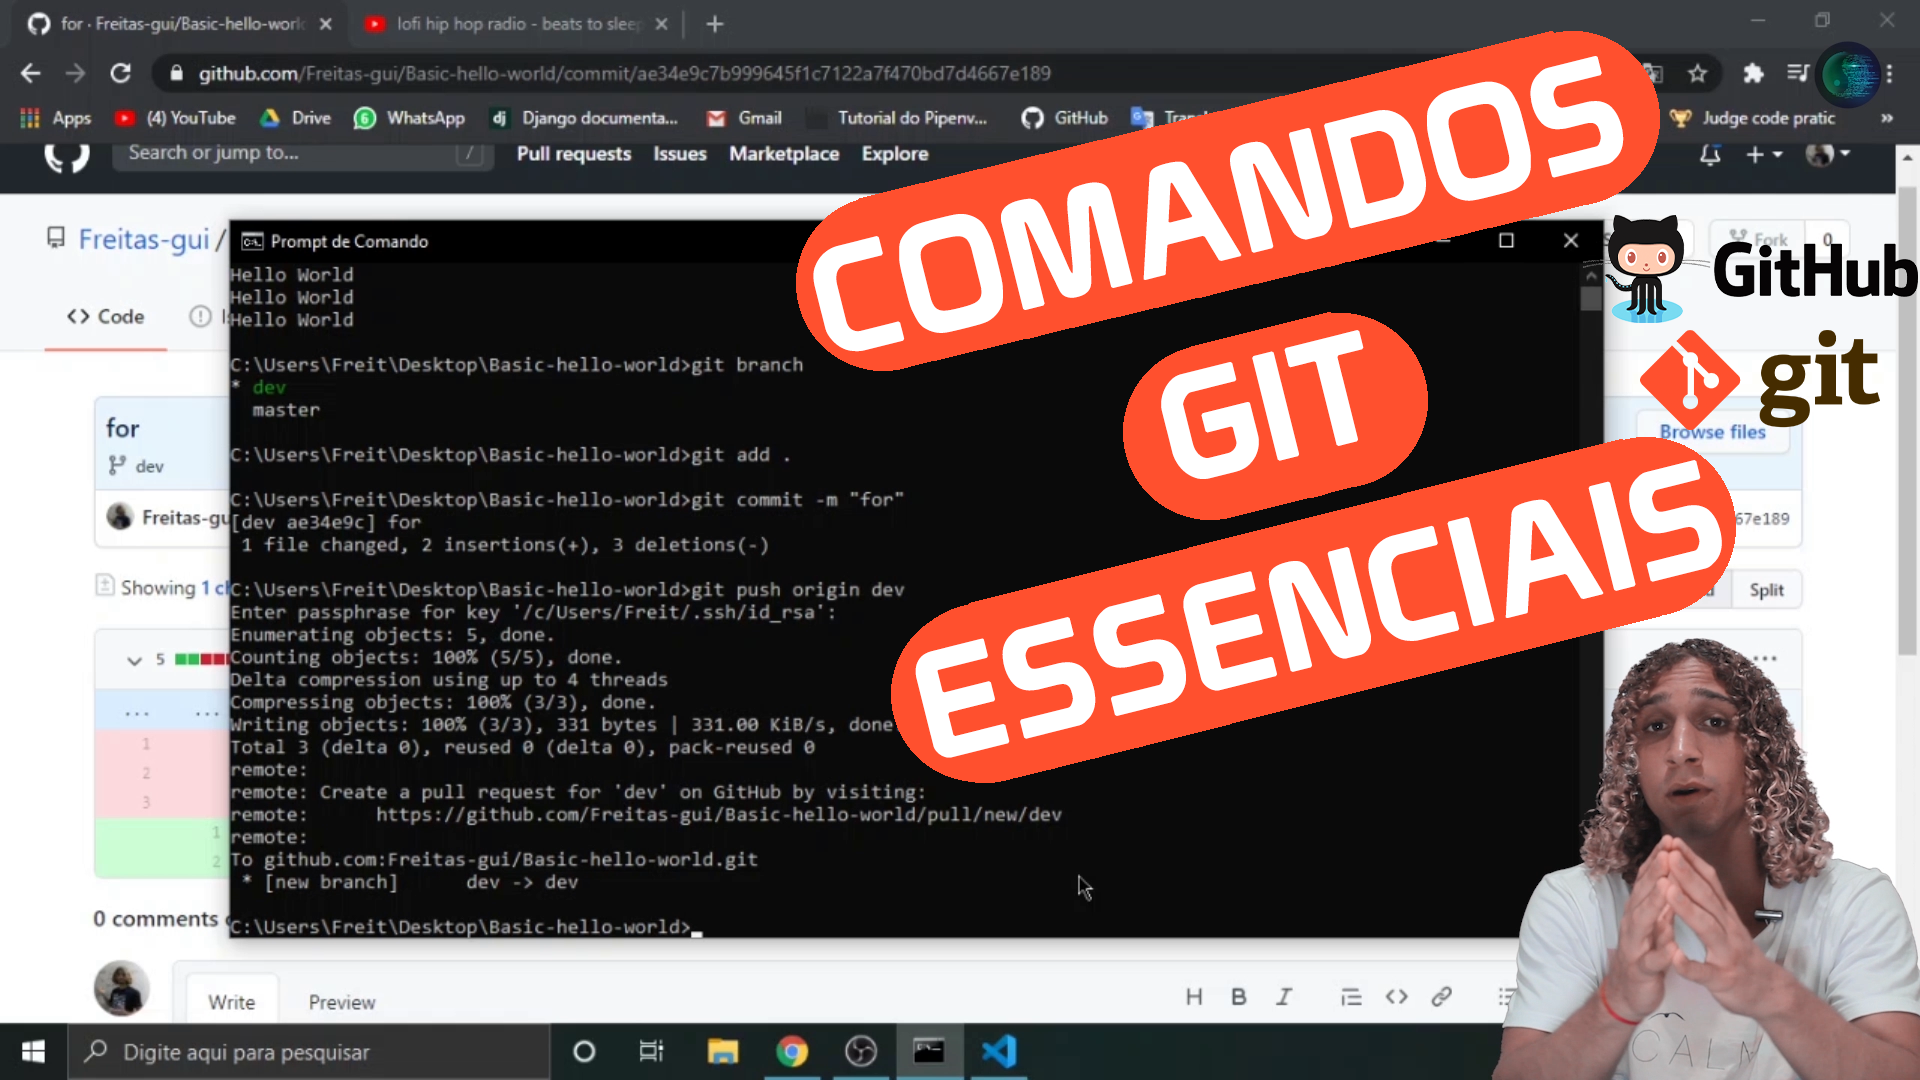 for · Freitas-gui/Basic-hello-worl
lofi hip hop radio - beats to slee
github.com/Freitas-gui/Basic-hello-world/commit/ae34e9c7b999645f1c7122a7f470bd7d4667e189
Apps
(4) YouTube
Drive
6
WhatsApp
dj
Django documenta...
Gmail
Tutorial do Pipenv...
GitHub
Judge code pratic
»
Search or jump to...
/
Pull requests
Issues
Marketplace
Explore
COMANDOS
GIT
ESSENCIAIS
Freitas-gui /
Fork
0
GitHub
git
Code
Prompt de Comando
Hello World
Hello World
Hello World
C:\Users\Freit\Desktop\Basic-hello-world>git branch
* dev
master
C:\Users\Freit\Desktop\Basic-hello-world>git add .
C:\Users\Freit\Desktop\Basic-hello-world>git commit -m "for"
[dev ae34e9c] for
1 file changed, 2 insertions(+), 3 deletions(-)
C:\Users\Freit\Desktop\Basic-hello-world>git push origin dev
Enter passphrase for key '/c/Users/Freit/.ssh/id_rsa':
Enumerating objects: 5, done.
Counting objects: 100% (5/5), done.
Delta compression using up to 4 threads
Compressing objects: 100% (3/3), done.
Writing objects: 100% (3/3), 331 bytes | 331.00 KiB/s, done
Total 3 (delta 0), reused 0 (delta 0), pack-reused 0
remote:
remote: Create a pull request for 'dev' on GitHub by visiting:
remote:      https://github.com/Freitas-gui/Basic-hello-world/pull/new/dev
remote:
To github.com:Freitas-gui/Basic-hello-world.git
* [new branch]      dev -> dev
C:\Users\Freit\Desktop\Basic-hello-world>
for
dev
Browse files
Freitas-gu
67e189
Showing 1 c
Split
5
...
...
1
2
3
1
2
0 comments
Write
Preview
H B I
CALM
Digite aqui para pesquisar